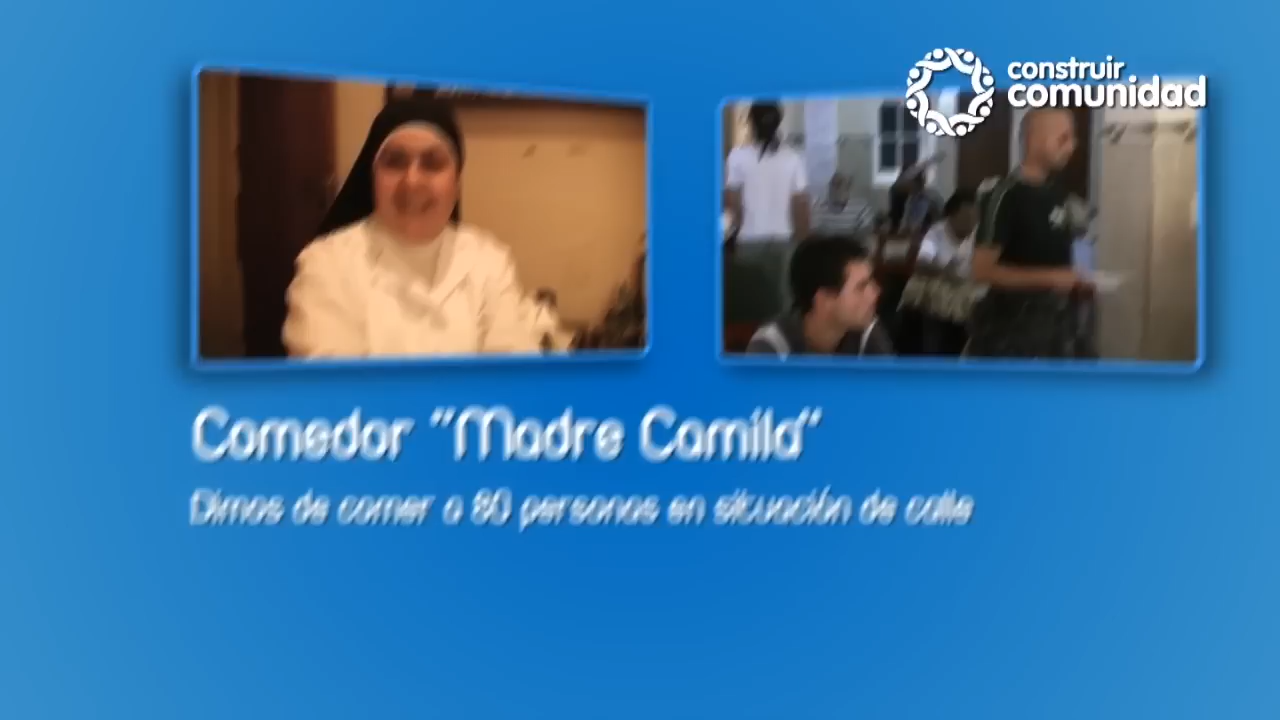 construir
comunidad
Comedor "Madre Camila"
Dimos de comer a 80 personas en situación de calle